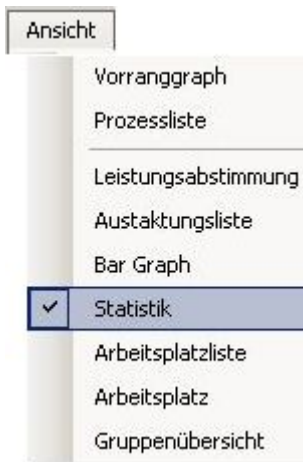 Ansicht
Vorranggraph
Prozessliste
Leistungsabstimmung
Austaktungsliste
Bar Graph
Statistik
Arbeitsplatzliste
Arbeitsplatz
Gruppenübersicht